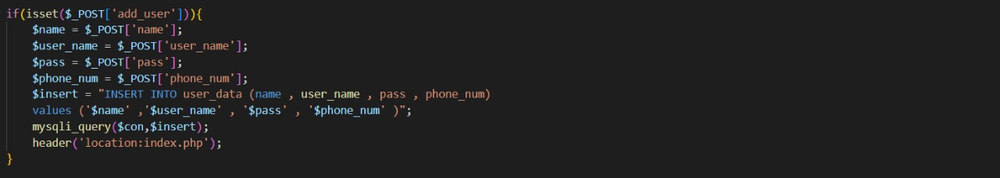 if(isset($_POST['add_user'])){
    $name = $_POST['name'];
    $user_name = $_POST['user_name'];
    $pass = $_POST['pass'];
    $phone_num = $_POST['phone_num'];
    $insert = "INSERT INTO user_data (name , user_name , pass , phone_num)
    values ('$name' ,'$user_name' , '$pass' , '$phone_num' )";
    mysqli_query($con,$insert);
    header('location:index.php');
}